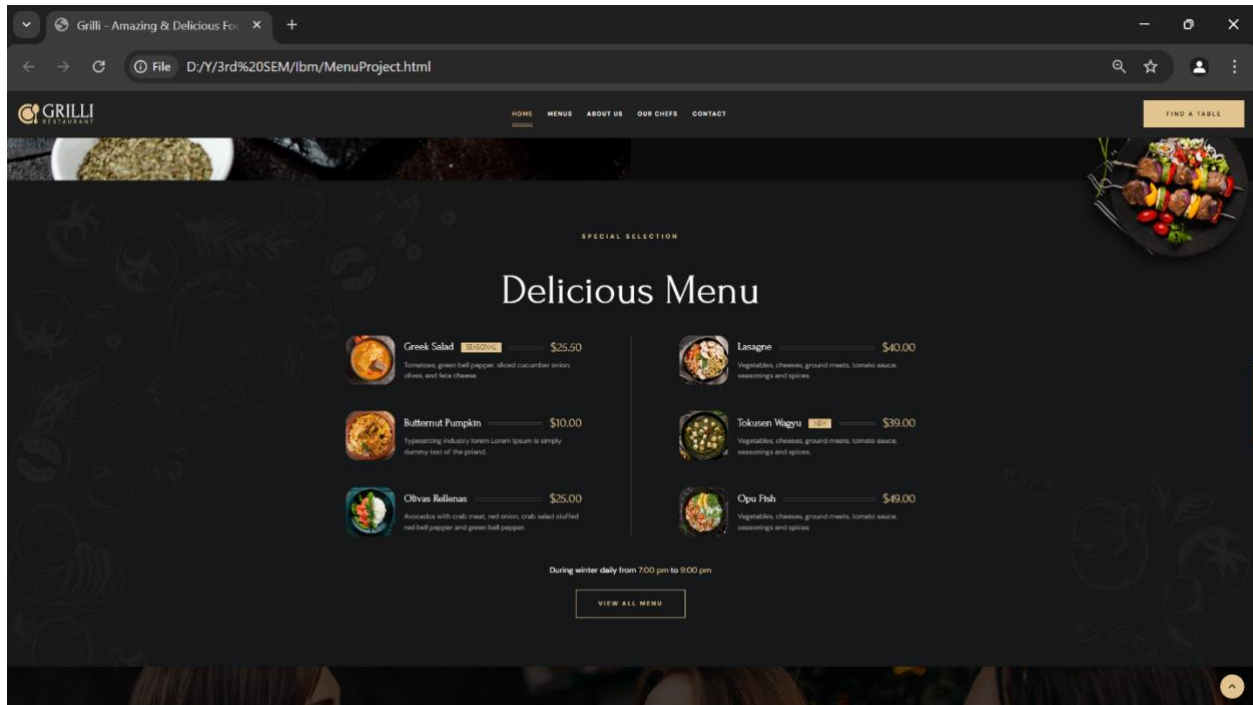 Grilli - Amazing & Delicious Foo
File D:/Y/3rd%20SEM/Ibm/MenuProject.html
GRILLI
RESTAURANT
HOME MENUS ABOUT US OUR CHEFS CONTACT
FIND A TABLE
SPECIAL SELECTION
Delicious Menu
Greek Salad SEASONAL $25.50
Tomatoes, green bell pepper, sliced cucumber onion,
olives, and feta cheese.
Butternut Pumpkin $10.00
Typesetting industry lorem Lorem Ipsum is simply
dummy text of the priand.
Olivas Rellenas $25.00
Avocados with crab meat, red onion, crab salad stuffed
red bell pepper and green bell pepper.
Lasagne $40.00
Vegetables, cheeses, ground meats, tomato sauce,
seasonings and spices
Tokusen Wagyu NEW $39.00
Vegetables, cheeses, ground meats, tomato sauce,
seasonings and spices.
Opu Fish $49.00
Vegetables, cheeses, ground meats, tomato sauce,
seasonings and spices
During winter daily from 7:00 pm to 9:00 pm
VIEW ALL MENU